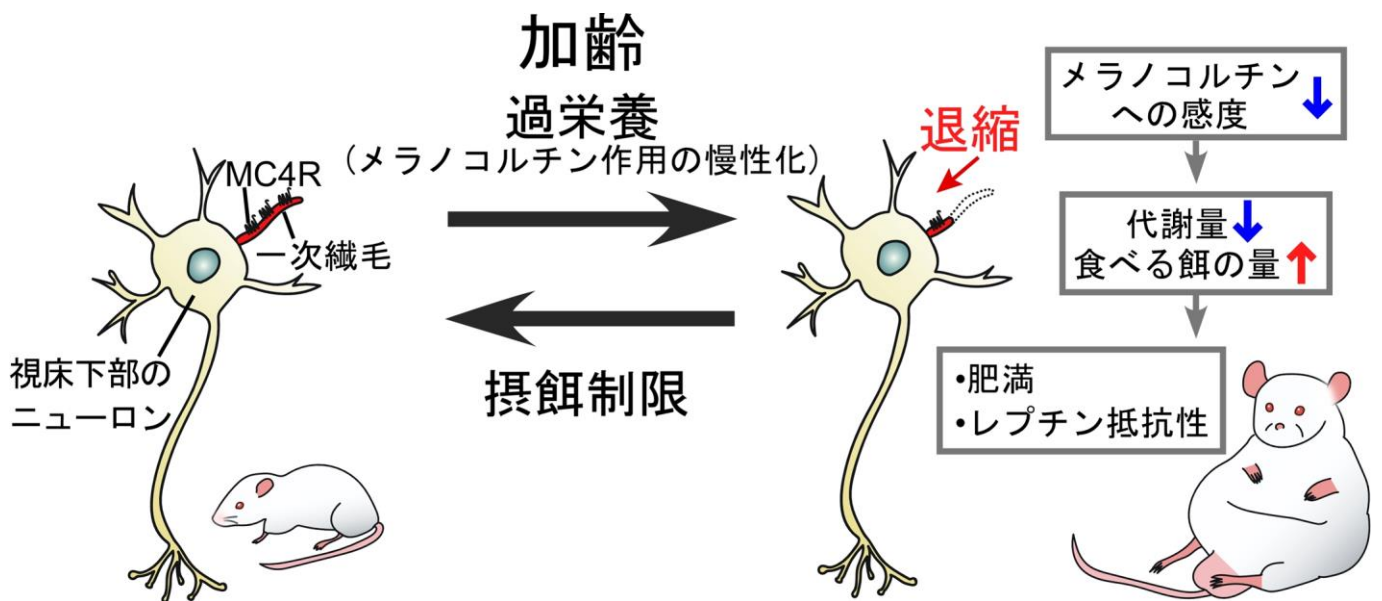 加齢
過栄養
（メラノコルチン作用の慢性化）
MC4R
一次繊毛
視床下部の
ニューロン
摂餌制限
退縮
メラノコルチン
への感度↓
代謝量↓
食べる餌の量↑
•肥満
•レプチン抵抗性